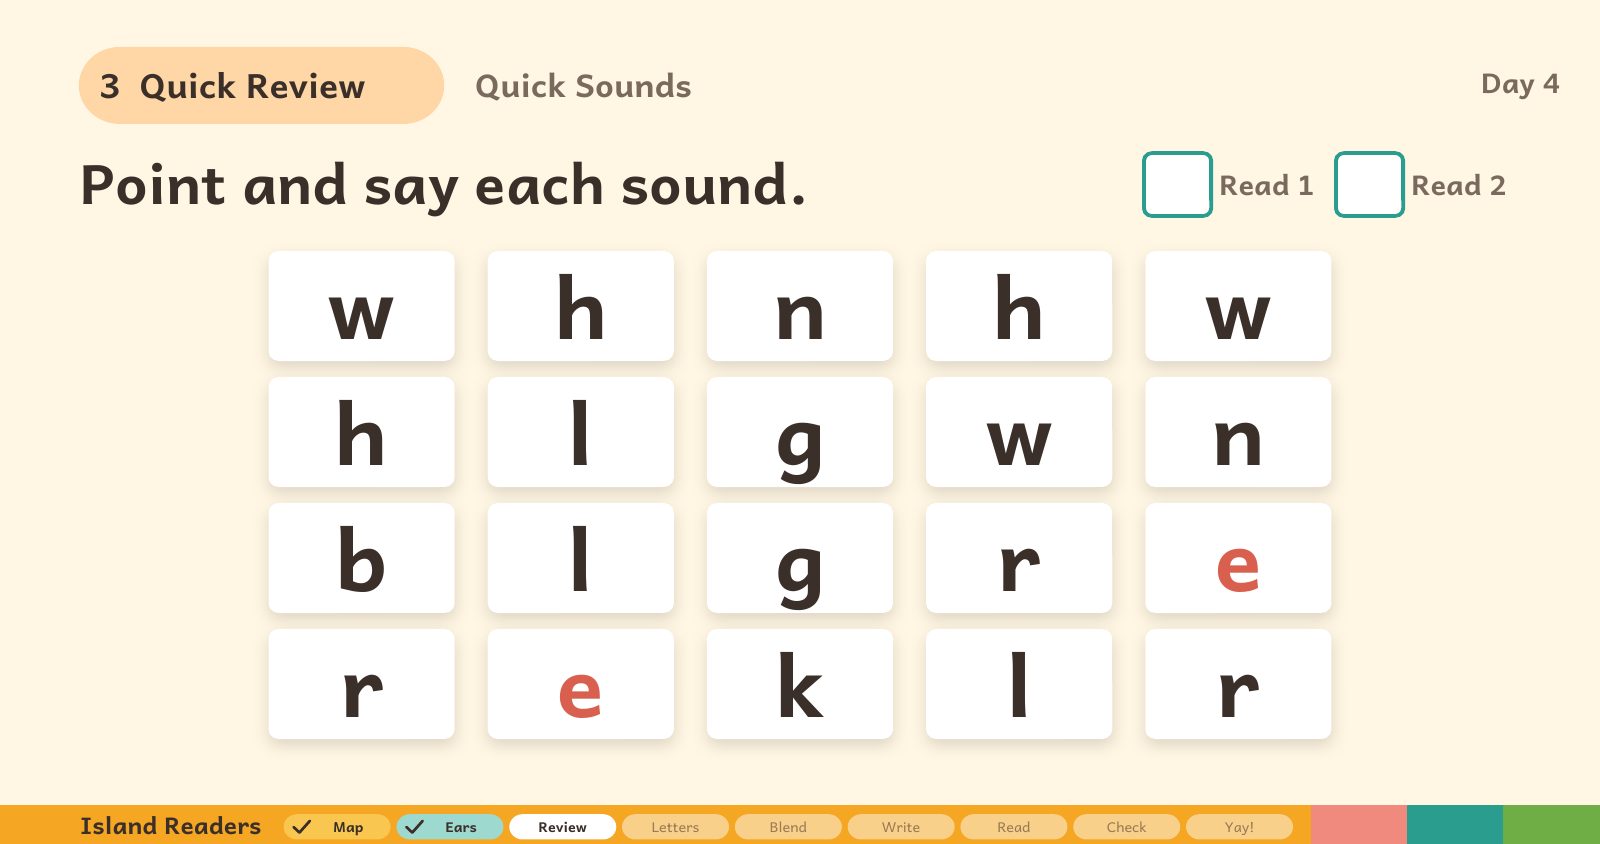 3 Quick Review
Quick Sounds
Day 4
Point and say each sound.
Read 1
Read 2
w h n h w
h l g w n
b l g r e
r e k l r
Island Readers
Map
Ears
Review
Letters
Blend
Write
Read
Check
Yay!